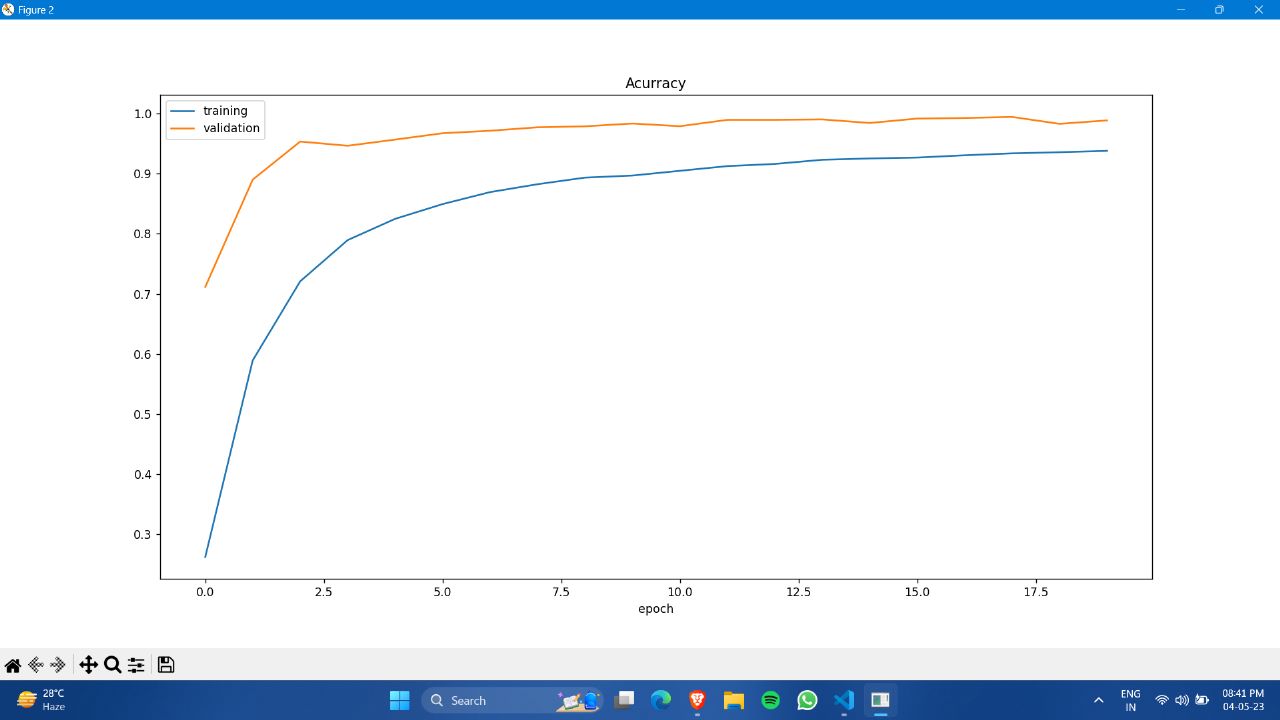 Figure 2
Acurracy
training
validation
1.0
0.9
0.8
0.7
0.6
0.5
0.4
0.3
0.0 2.5 5.0 7.5 10.0 12.5 15.0 17.5
epoch
28°C
Haze
Search
ENG
IN
08:41 PM
04-05-23